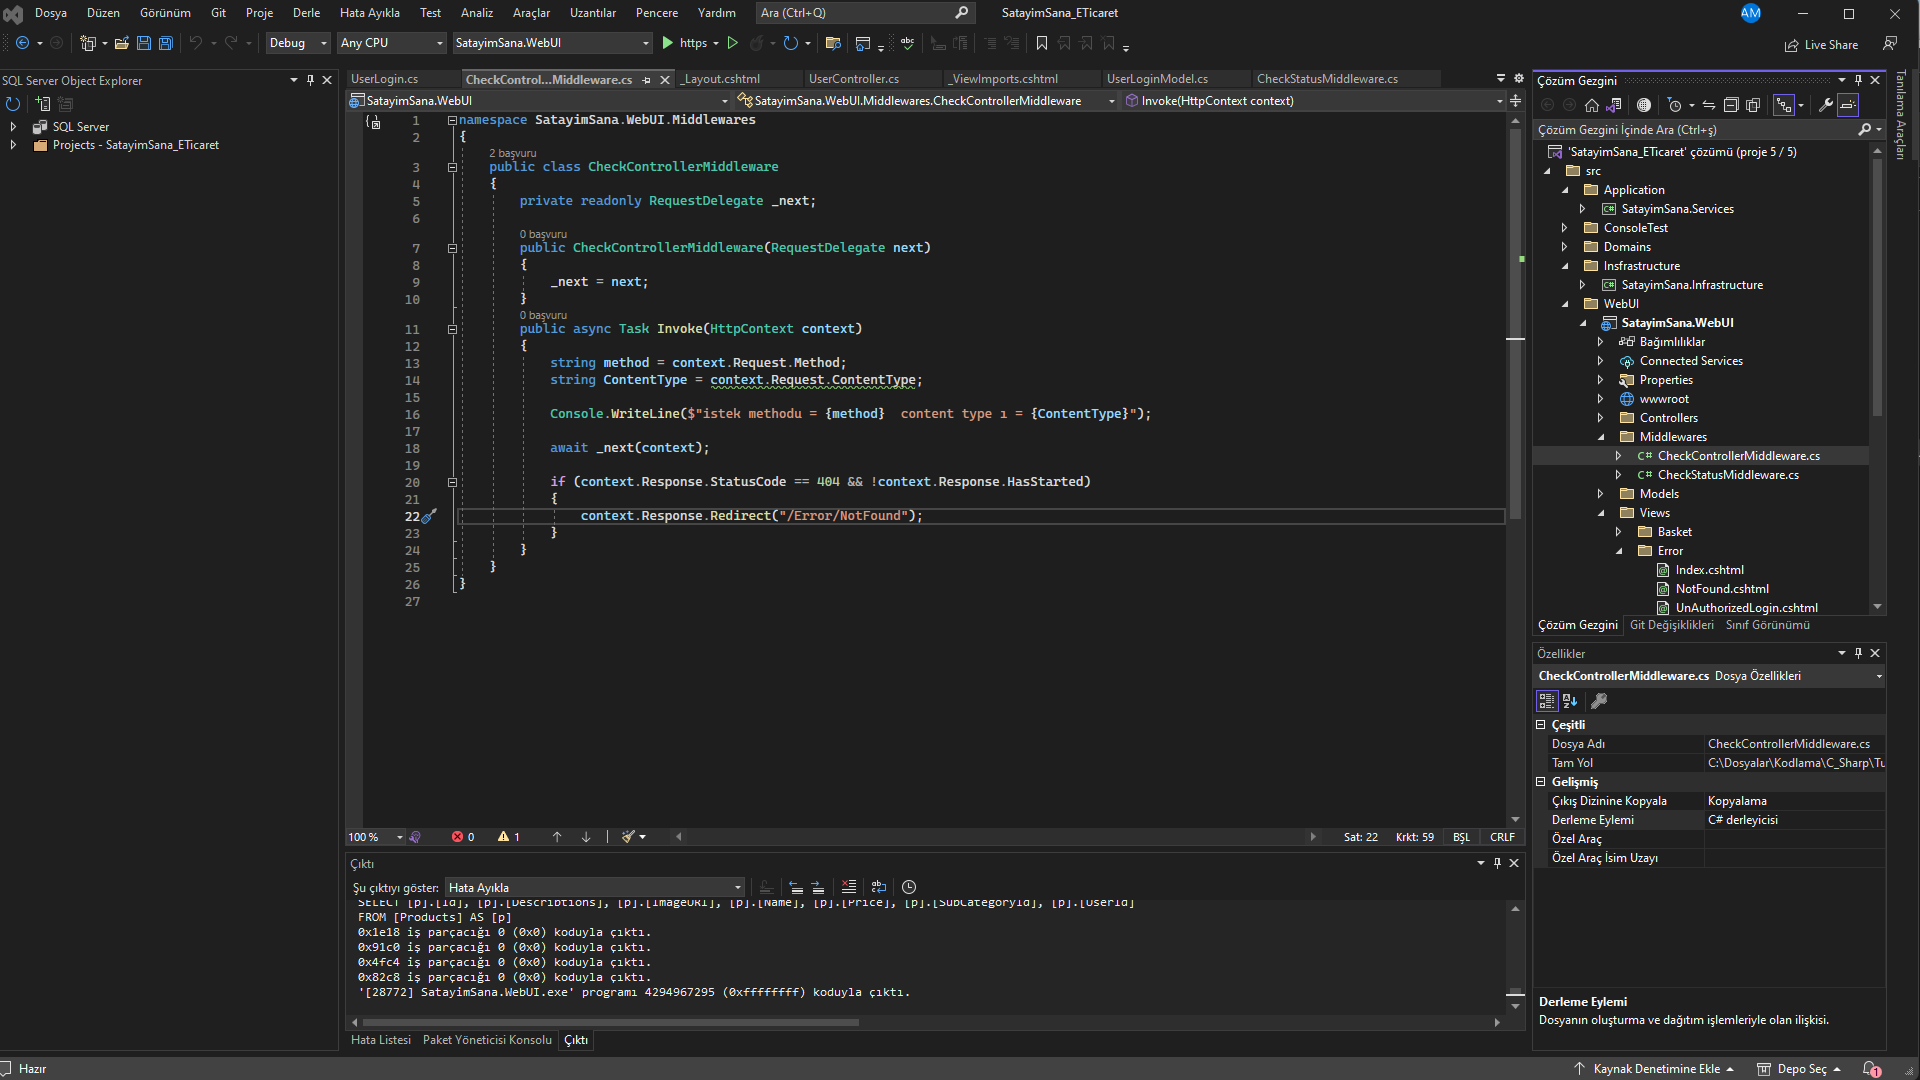 Dosya Düzen Görünüm Git Proje Derle Hata Ayıkla Test Analiz Araçlar Uzantılar Pencere Yardım Ara (Ctrl+Q) SatayimSana_ETicaret AM
Debug Any CPU SatayimSana.WebUI https Live Share
SQL Server Object Explorer
SQL Server
Projects - SatayimSana_ETicaret
UserLogin.cs CheckControl...Middleware.cs _Layout.cshtml UserController.cs _ViewImports.cshtml UserLoginModel.cs CheckStatusMiddleware.cs
SatayimSana.WebUI SatayimSana.WebUI.Middlewares.CheckControllerMiddleware Invoke(HttpContext context)
1 namespace SatayimSana.WebUI.Middlewares
2 {
2 başvuru
3 public class CheckControllerMiddleware
4 {
5 private readonly RequestDelegate _next;
6
0 başvuru
7 public CheckControllerMiddleware(RequestDelegate next)
8 {
9 _next = next;
10 }
0 başvuru
11 public async Task Invoke(HttpContext context)
12 {
13 string method = context.Request.Method;
14 string ContentType = context.Request.ContentType;
15
16 Console.WriteLine($"istek methodu = {method}  content type ı = {ContentType}");
17
18 await _next(context);
19
20 if (context.Response.StatusCode == 404 && !context.Response.HasStarted)
21 {
22 context.Response.Redirect("/Error/NotFound");
23 }
24 }
25 }
26 }
27
100 % 0 1 Sat: 22 Krkt: 59 BŞL CRLF
Çıktı
Şu çıktıyı göster: Hata Ayıkla
SELECT [p].[Id], [p].[Describtions], [p].[ImageURl], [p].[Name], [p].[Price], [p].[SubCategoryId], [p].[UserId]
FROM [Products] AS [p]
0x1e18 iş parçacığı 0 (0x0) koduyla çıktı.
0x91c0 iş parçacığı 0 (0x0) koduyla çıktı.
0x4fc4 iş parçacığı 0 (0x0) koduyla çıktı.
0x82c8 iş parçacığı 0 (0x0) koduyla çıktı.
'[28772] SatayimSana.WebUI.exe' programı 4294967295 (0xffffffff) koduyla çıktı.
Hata Listesi Paket Yöneticisi Konsolu Çıktı
Çözüm Gezgini
Çözüm Gezgini İçinde Ara (Ctrl+ş)
'SatayimSana_ETicaret' çözümü (proje 5 / 5)
src
Application
SatayimSana.Services
ConsoleTest
Domains
Insfrastructure
SatayimSana.Infrastructure
WebUI
SatayimSana.WebUI
Bağımlılıklar
Connected Services
Properties
wwwroot
Controllers
Middlewares
C# CheckControllerMiddleware.cs
C# CheckStatusMiddleware.cs
Models
Views
Basket
Error
Index.cshtml
NotFound.cshtml
UnAuthorizedLogin.cshtml
Çözüm Gezgini Git Değişiklikleri Sınıf Görünümü
Özellikler
CheckControllerMiddleware.cs Dosya Özellikleri
Çeşitli
Dosya Adı CheckControllerMiddleware.cs
Tam Yol C:\Dosyalar\Kodlama\C_Sharp\Tu
Gelişmiş
Çıkış Dizinine Kopyala Kopyalama
Derleme Eylemi C# derleyicisi
Özel Araç
Özel Araç İsim Uzayı
Derleme Eylemi
Dosyanın oluşturma ve dağıtım işlemleriyle olan ilişkisi.
Tanılama Araçları
Hazır Kaynak Denetimine Ekle Depo Seç 1